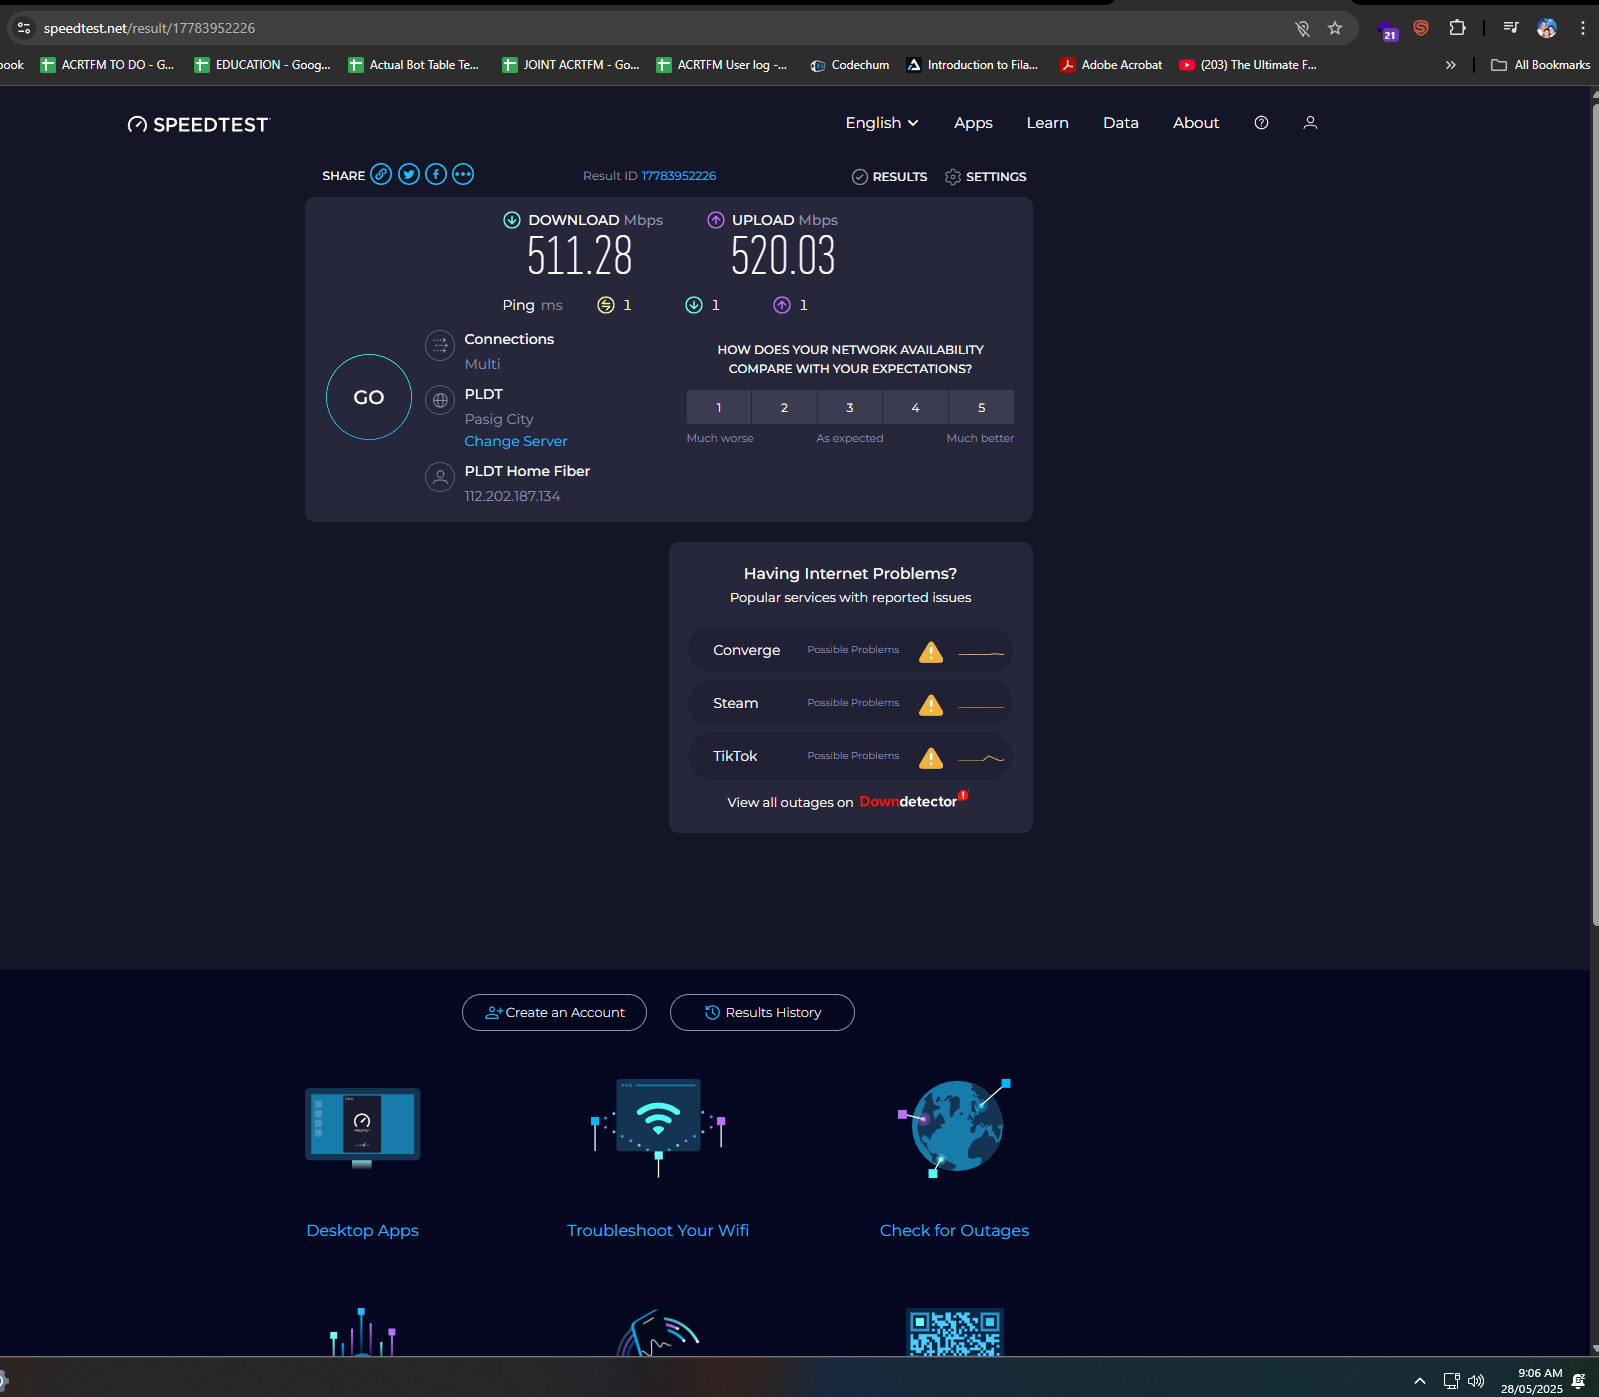 speedtest.net/result/17783952226
21
ook
ACRTFM TO DO - G...
EDUCATION - Goog...
Actual Bot Table Te...
JOINT ACRTFM - Go...
ACRTFM User log -...
Codechum
Introduction to Fila...
Adobe Acrobat
(203) The Ultimate F...
»
All Bookmarks
SPEEDTEST
English
Apps
Learn
Data
About
SHARE
Result ID 17783952226
RESULTS
SETTINGS
DOWNLOAD Mbps
511.28
UPLOAD Mbps
520.03
Ping ms
1
1
1
GO
Connections
Multi
PLDT
Pasig City
Change Server
PLDT Home Fiber
112.202.187.134
HOW DOES YOUR NETWORK AVAILABILITY
COMPARE WITH YOUR EXPECTATIONS?
1 2 3 4 5
Much worse As expected Much better
Having Internet Problems?
Popular services with reported issues
Converge Possible Problems
Steam Possible Problems
TikTok Possible Problems
View all outages on Downdetector
Create an Account
Results History
Desktop Apps
Troubleshoot Your Wifi
Check for Outages
9:06 AM
28/05/2025